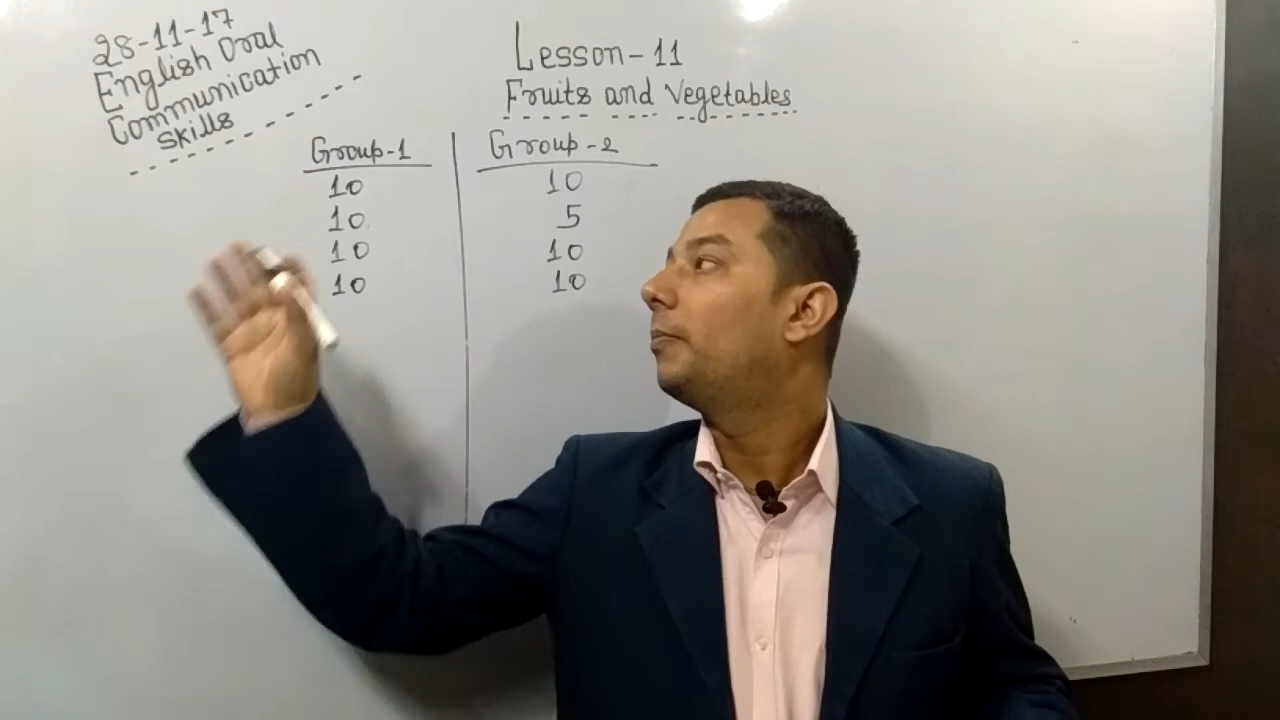 28-11-17
English Oral
Communication
Skills
Lesson-11
Fruits and Vegetables
Group-1
10
10
10
10
Group-2
10
5
10
10